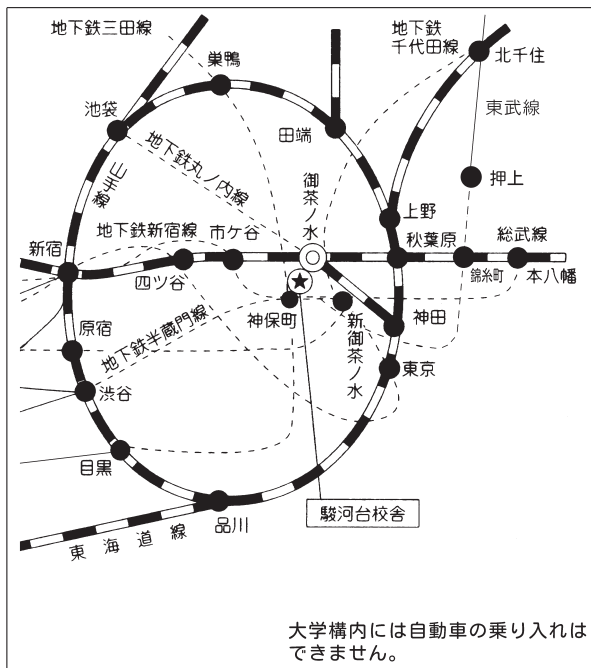 地下鉄三田線
地下鉄
千代田線
北千住
巣鴨
東武線
池袋
田端
地下鉄丸ノ内線
山手線
御茶ノ水
押上
上野
地下鉄新宿線
市ケ谷
秋葉原
総武線
新宿
四ツ谷
錦糸町
本八幡
神保町
新御茶ノ水
神田
原宿
地下鉄半蔵門線
東京
渋谷
目黒
品川
駿河台校舎
東海道線
大学構内には自動車の乗り入れは
できません。